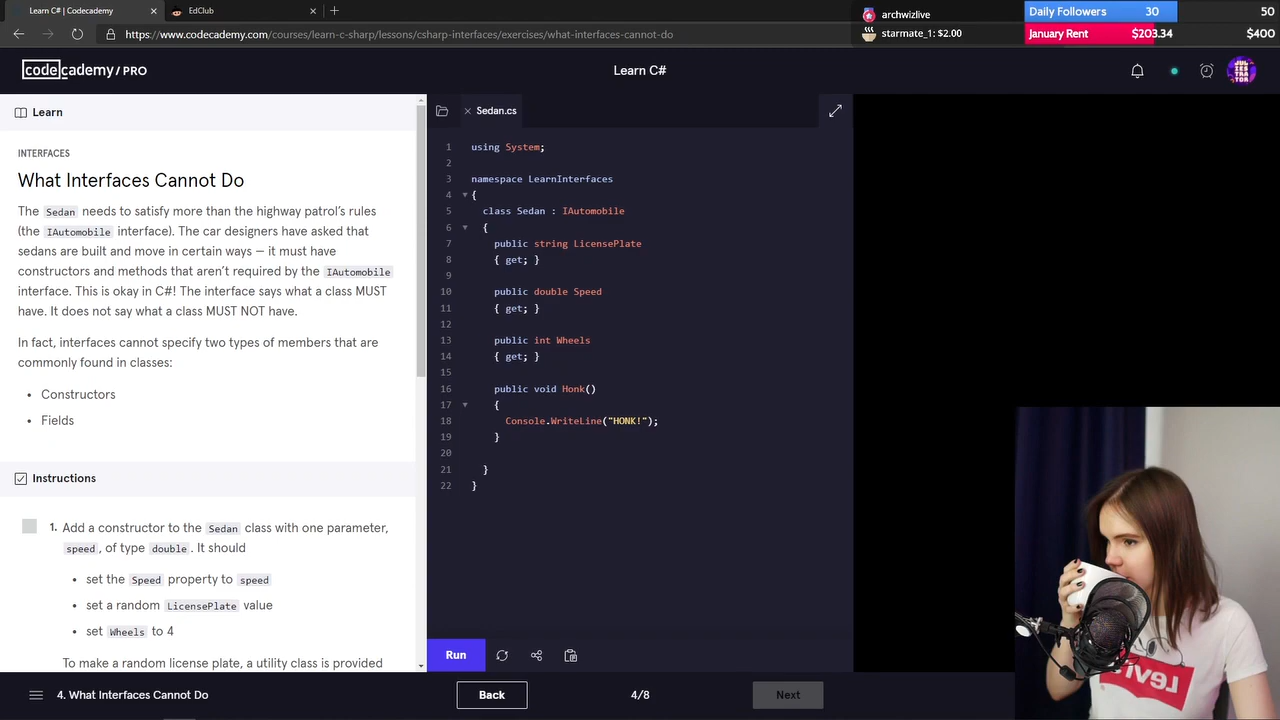 Learn C# | Codecademy
EdClub
https://www.codecademy.com/courses/learn-c-sharp/lessons/csharp-interfaces/exercises/what-interfaces-cannot-do
archwizlive
starmate_1: $2.00
Daily Followers 30 50
January Rent $203.34 $400
codecademy/PRO
Learn C#
Learn
INTERFACES
What Interfaces Cannot Do
The Sedan needs to satisfy more than the highway patrol's rules
(the IAutomobile interface). The car designers have asked that
sedans are built and move in certain ways — it must have
constructors and methods that aren't required by the IAutomobile
interface. This is okay in C#! The interface says what a class MUST
have. It does not say what a class MUST NOT have.
In fact, interfaces cannot specify two types of members that are
commonly found in classes:
• Constructors
• Fields
Instructions
1. Add a constructor to the Sedan class with one parameter,
speed, of type double. It should
• set the Speed property to speed
• set a random LicensePlate value
• set Wheels to 4
To make a random license plate, a utility class is provided
Sedan.cs
1 using System;
2
3 namespace LearnInterfaces
4 {
5 class Sedan : IAutomobile
6 {
7 public string LicensePlate
8 { get; }
9
10 public double Speed
11 { get; }
12
13 public int Wheels
14 { get; }
15
16 public void Honk()
17 {
18 Console.WriteLine("HONK!");
19 }
20
21 }
22 }
Run
4. What Interfaces Cannot Do
Back
4/8
Next
Levi's